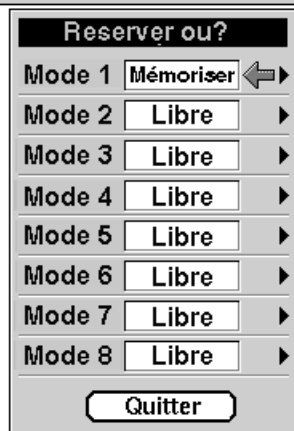 Reserver ou?
Mode 1 Mémoriser
Mode 2 Libre
Mode 3 Libre
Mode 4 Libre
Mode 5 Libre
Mode 6 Libre
Mode 7 Libre
Mode 8 Libre
Quitter